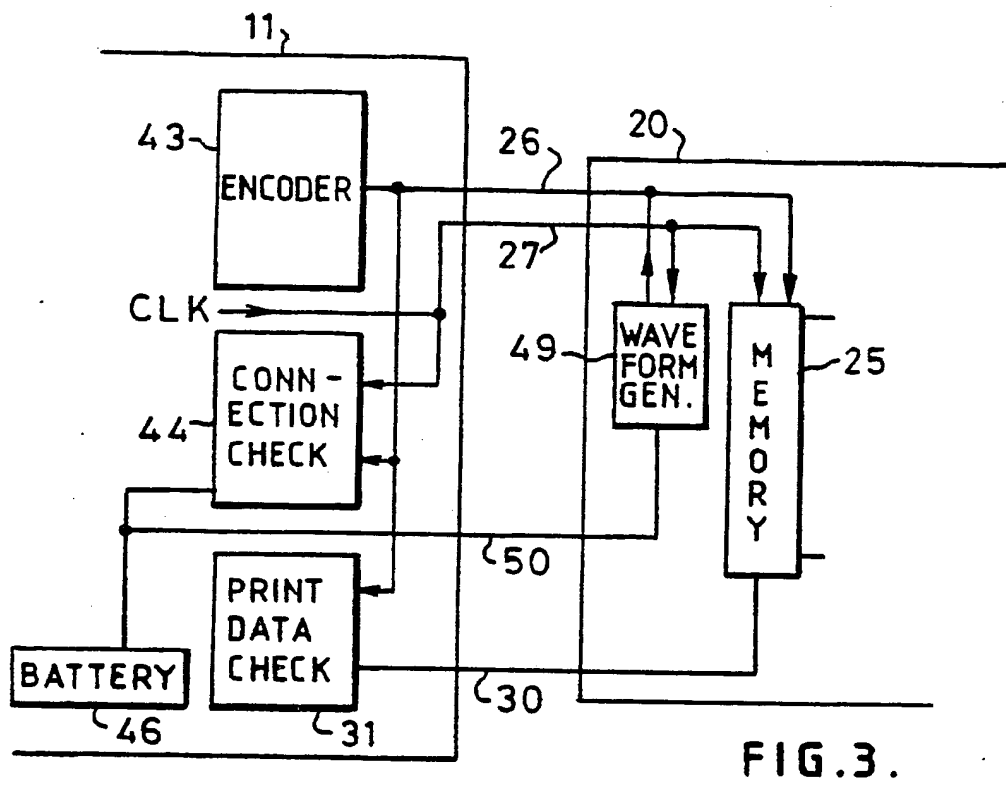 11
43
ENCODER
26
20
27
CLK
49
WAVE
FORM
GEN.
MEMORY
25
44
CONN-
ECTION
CHECK
50
PRINT
DATA
CHECK
BATTERY
46
31
30
FIG.3.